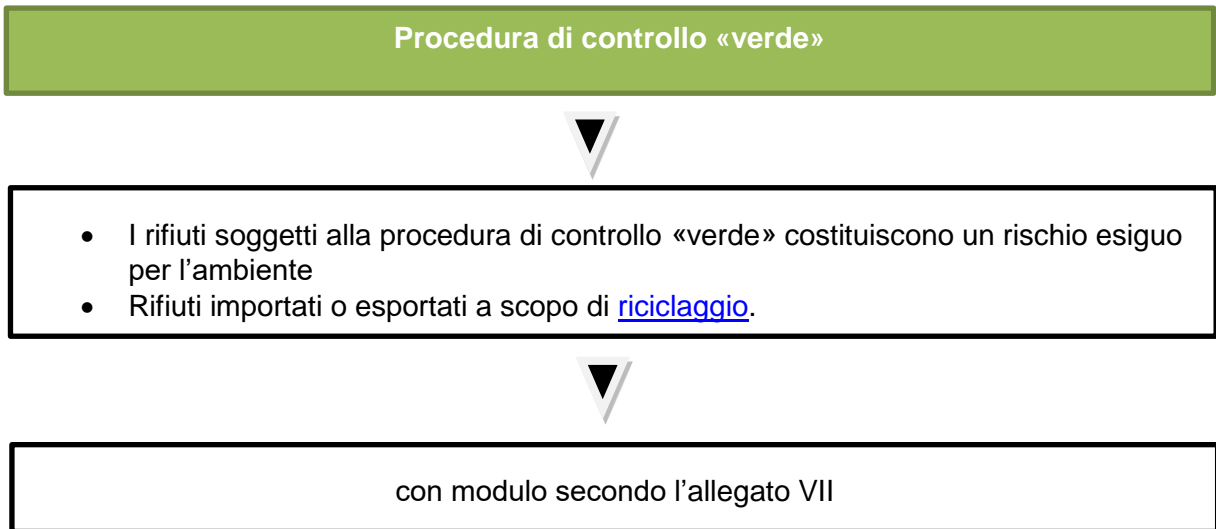 Procedura di controllo «verde»
• I rifiuti soggetti alla procedura di controllo «verde» costituiscono un rischio esiguo
per l’ambiente
• Rifiuti importati o esportati a scopo di riciclaggio.
con modulo secondo l’allegato VII